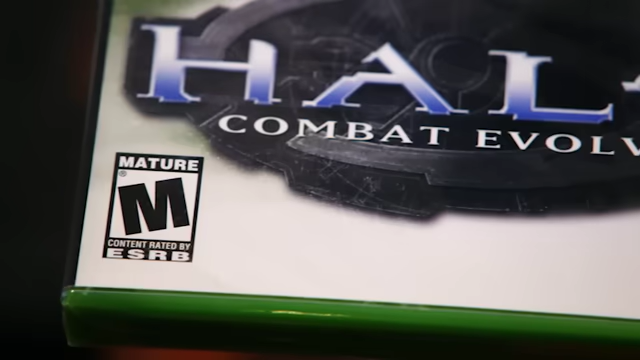 HAL
COMBAT EVOLV
MATURE
®
M
CONTENT RATED BY
ESRB